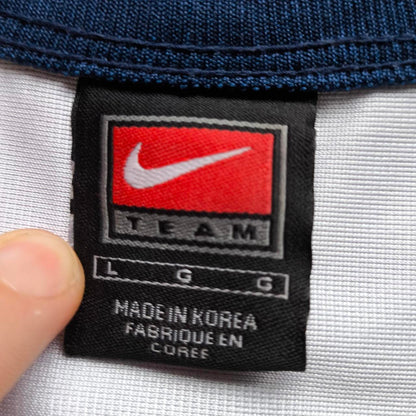 TEAM
L G G
MADE IN KOREA
FABRIQUE EN
COREE